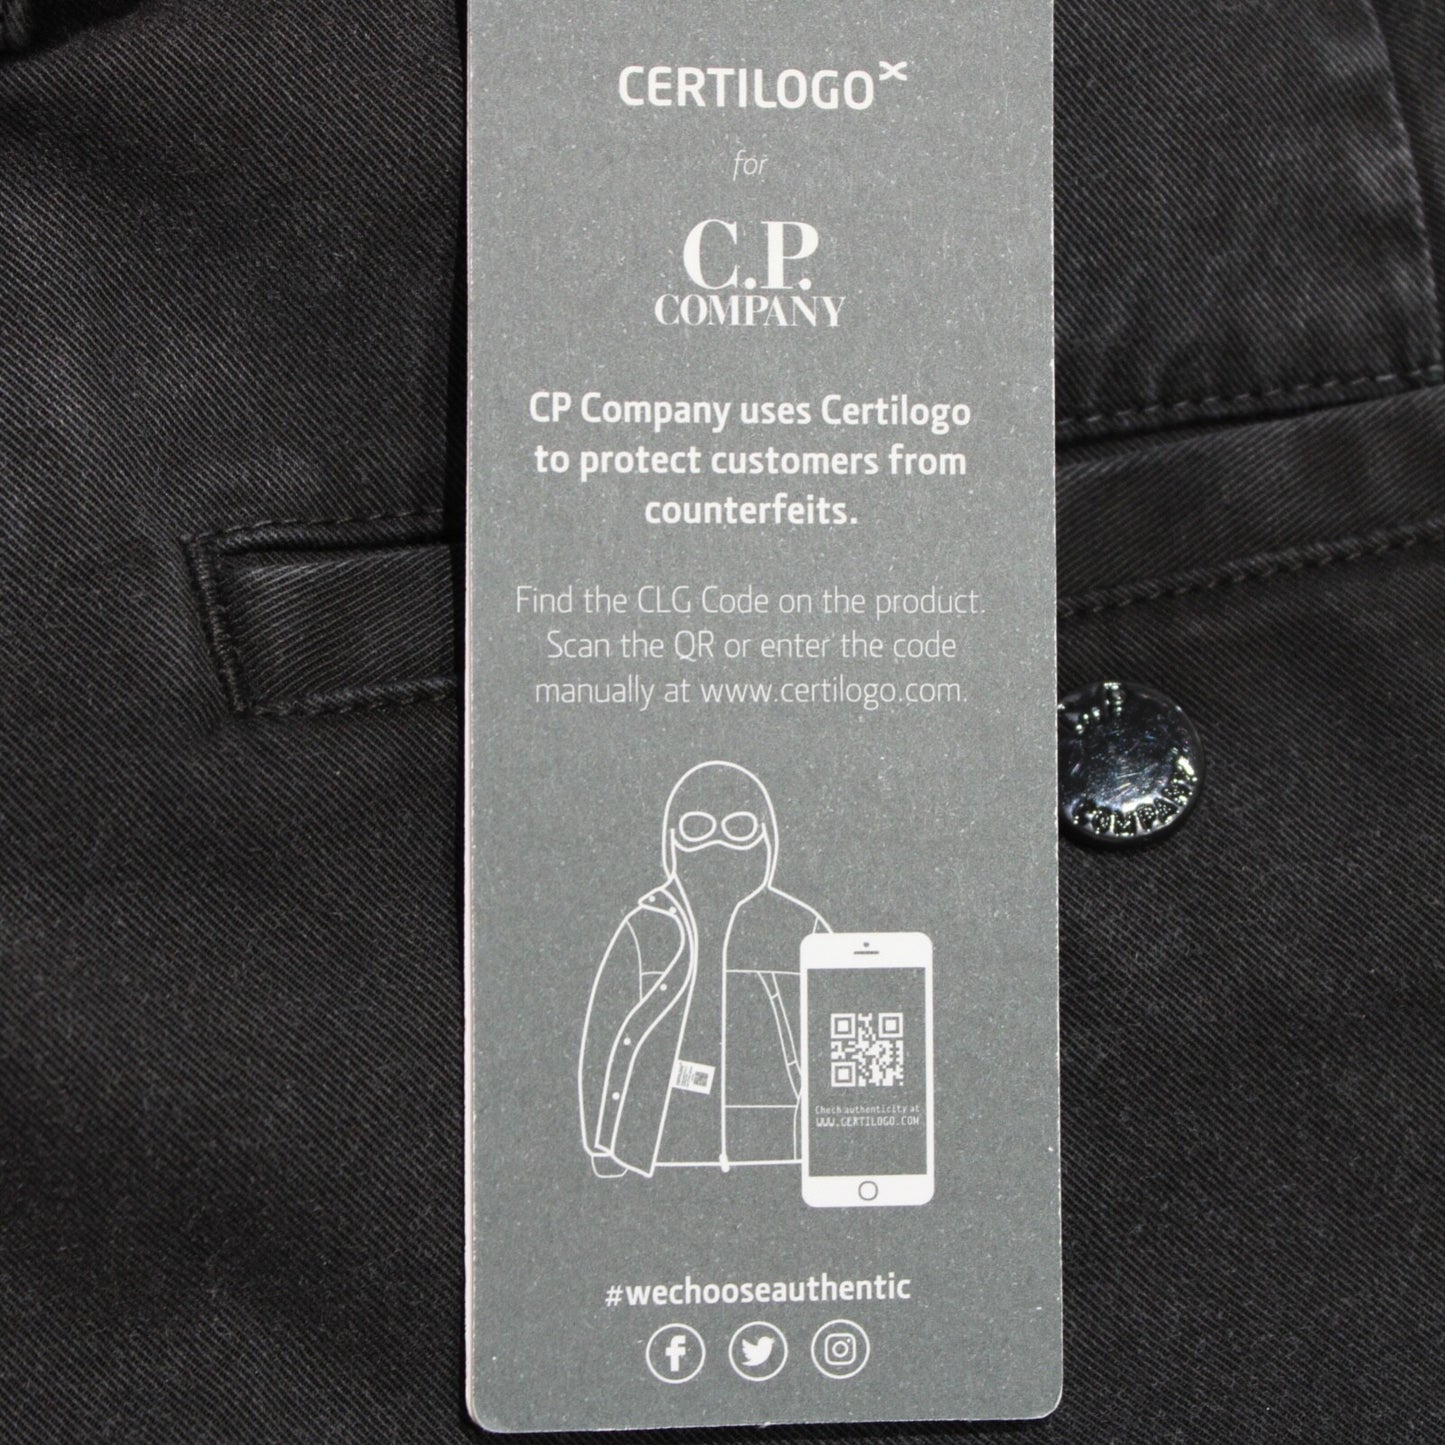 CERTILOGO
for
C.P.
COMPANY
CP Company uses Certilogo
to protect customers from
counterfeits.
Find the CLG Code on the product.
Scan the QR or enter the code
manually at www.certilogo.com.
COMPANY
Check authenticity at
WWW.CERTILOGO.COM
#wechooseauthentic